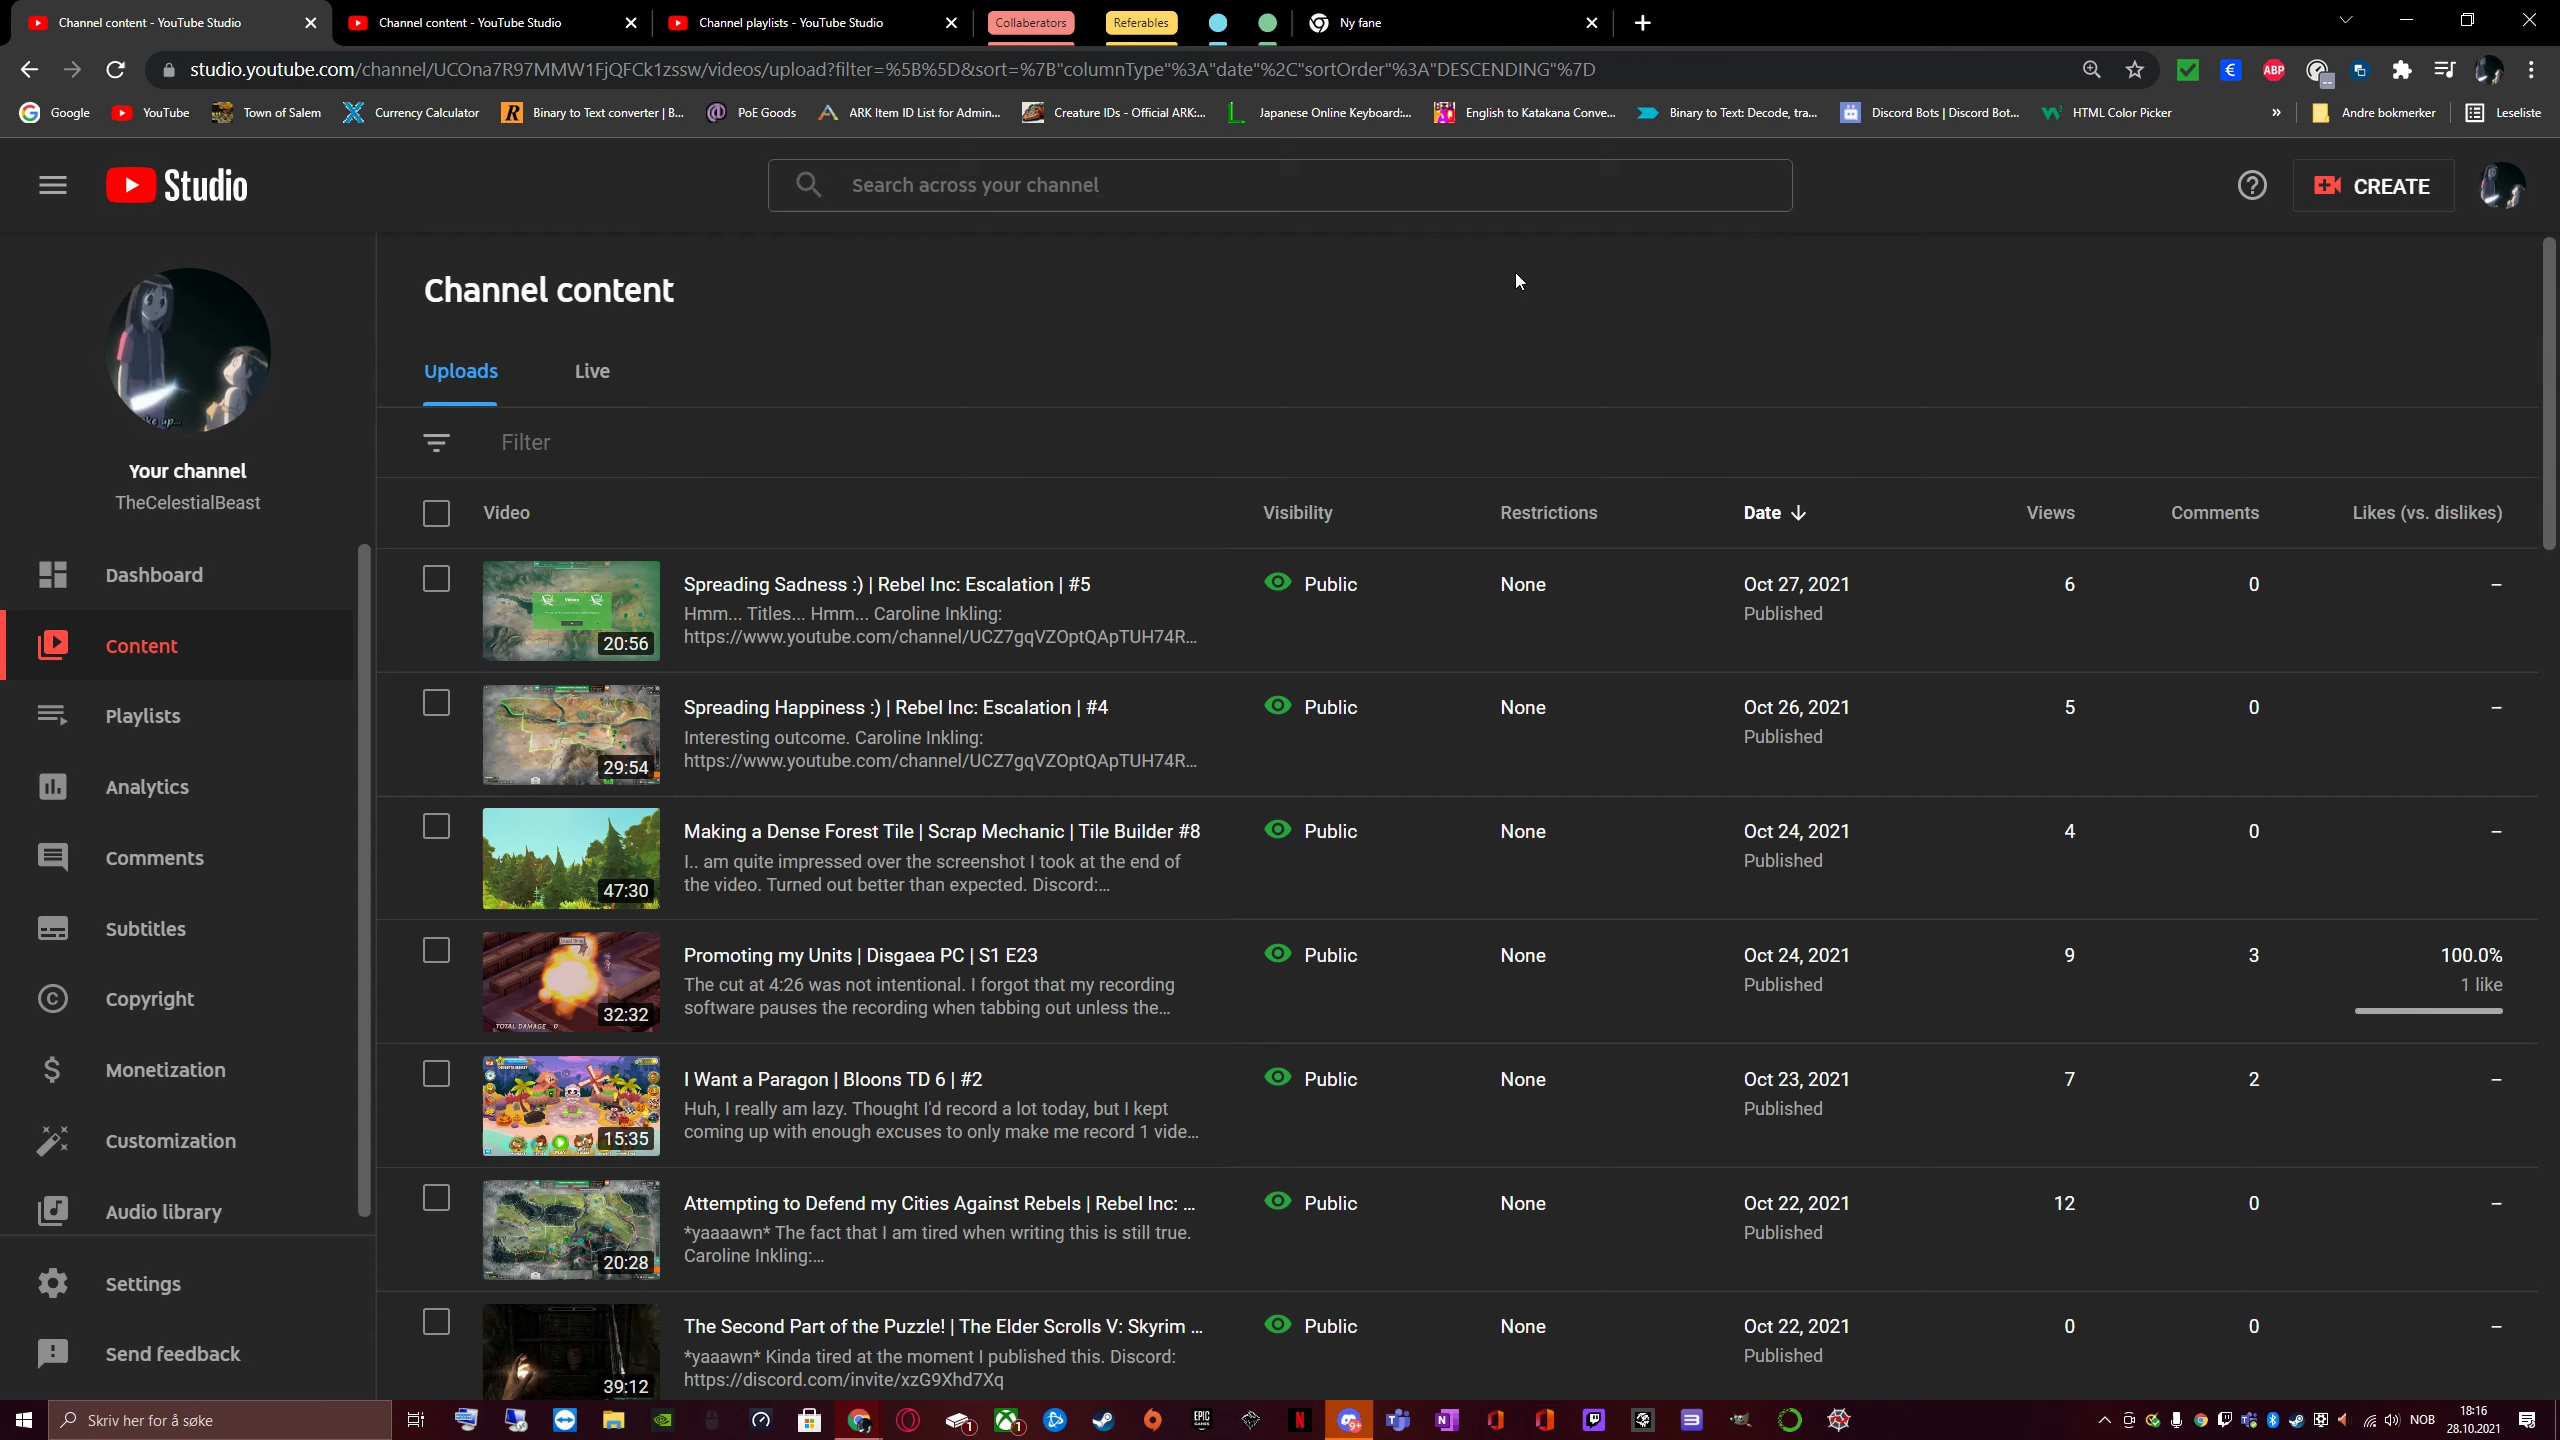 Channel content - YouTube Studio
Channel content - YouTube Studio
Channel playlists - YouTube Studio
Collaberators
Referables
Ny fane
studio.youtube.com/channel/UCOna7R97MMW1FjQFCk1zssw/videos/upload?filter=%5B%5D&sort=%7B"columnType"%3A"date"%2C"sortOrder"%3A"DESCENDING"%7D
ABP
Google
YouTube
Town of Salem
Currency Calculator
Binary to Text converter | B...
PoE Goods
ARK Item ID List for Admin...
Creature IDs - Official ARK:...
Japanese Online Keyboard:...
English to Katakana Conve...
Binary to Text: Decode, tra...
Discord Bots | Discord Bot...
HTML Color Picker
»
Andre bokmerker
Leseliste
Studio
Search across your channel
CREATE
Your channel
TheCelestialBeast
Dashboard
Content
Playlists
Analytics
Comments
Subtitles
Copyright
Monetization
Customization
Audio library
Settings
Send feedback
Channel content
Uploads
Live
Filter
Video
Visibility
Restrictions
Date
Views
Comments
Likes (vs. dislikes)
20:56
Spreading Sadness :) | Rebel Inc: Escalation | #5
Hmm... Titles... Hmm... Caroline Inkling:
https://www.youtube.com/channel/UCZ7gqVZOptQApTUH74R...
Public
None
Oct 27, 2021
Published
6
0
–
29:54
Spreading Happiness :) | Rebel Inc: Escalation | #4
Interesting outcome. Caroline Inkling:
https://www.youtube.com/channel/UCZ7gqVZOptQApTUH74R...
Public
None
Oct 26, 2021
Published
5
0
–
47:30
Making a Dense Forest Tile | Scrap Mechanic | Tile Builder #8
I.. am quite impressed over the screenshot I took at the end of
the video. Turned out better than expected. Discord:...
Public
None
Oct 24, 2021
Published
4
0
–
TOTAL DAMAGE 0
32:32
Promoting my Units | Disgaea PC | S1 E23
The cut at 4:26 was not intentional. I forgot that my recording
software pauses the recording when tabbing out unless the...
Public
None
Oct 24, 2021
Published
9
3
100.0%
1 like
15:35
I Want a Paragon | Bloons TD 6 | #2
Huh, I really am lazy. Thought I'd record a lot today, but I kept
coming up with enough excuses to only make me record 1 vide...
Public
None
Oct 23, 2021
Published
7
2
–
20:28
Attempting to Defend my Cities Against Rebels | Rebel Inc: ...
*yaaaawn* The fact that I am tired when writing this is still true.
Caroline Inkling:...
Public
None
Oct 22, 2021
Published
12
0
–
39:12
The Second Part of the Puzzle! | The Elder Scrolls V: Skyrim ...
*yaaawn* Kinda tired at the moment I published this. Discord:
https://discord.com/invite/xzG9Xhd7Xq
Public
None
Oct 22, 2021
Published
0
0
–
Skriv her for å søke
NOB
18:16
28.10.2021